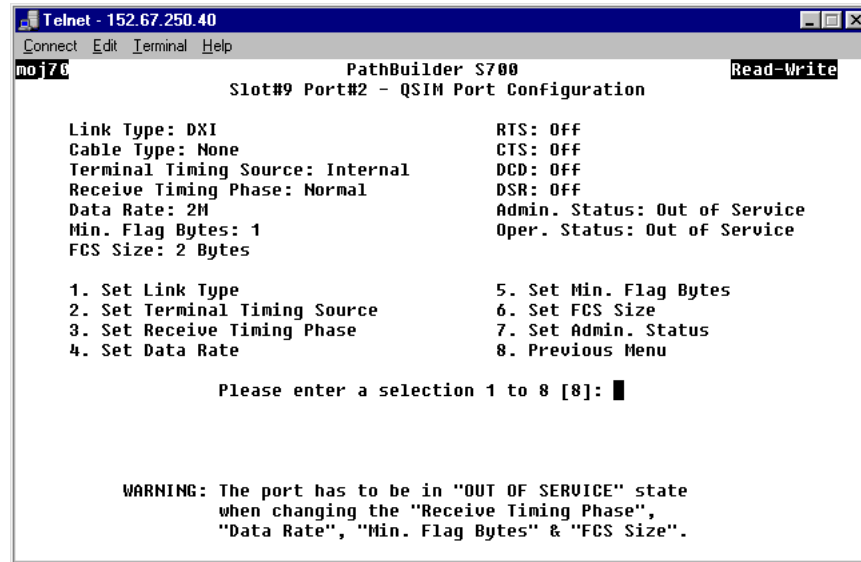 Telnet - 152.67.250.40
Connect Edit Terminal Help
moj70 PathBuilder S700 Read-Write
Slot#9 Port#2 - QSIM Port Configuration
Link Type: DXI RTS: Off
Cable Type: None CTS: Off
Terminal Timing Source: Internal DCD: Off
Receive Timing Phase: Normal DSR: Off
Data Rate: 2M Admin. Status: Out of Service
Min. Flag Bytes: 1 Oper. Status: Out of Service
FCS Size: 2 Bytes
1. Set Link Type 5. Set Min. Flag Bytes
2. Set Terminal Timing Source 6. Set FCS Size
3. Set Receive Timing Phase 7. Set Admin. Status
4. Set Data Rate 8. Previous Menu
Please enter a selection 1 to 8 [8]:
WARNING: The port has to be in "OUT OF SERVICE" state
when changing the "Receive Timing Phase",
"Data Rate", "Min. Flag Bytes" & "FCS Size".